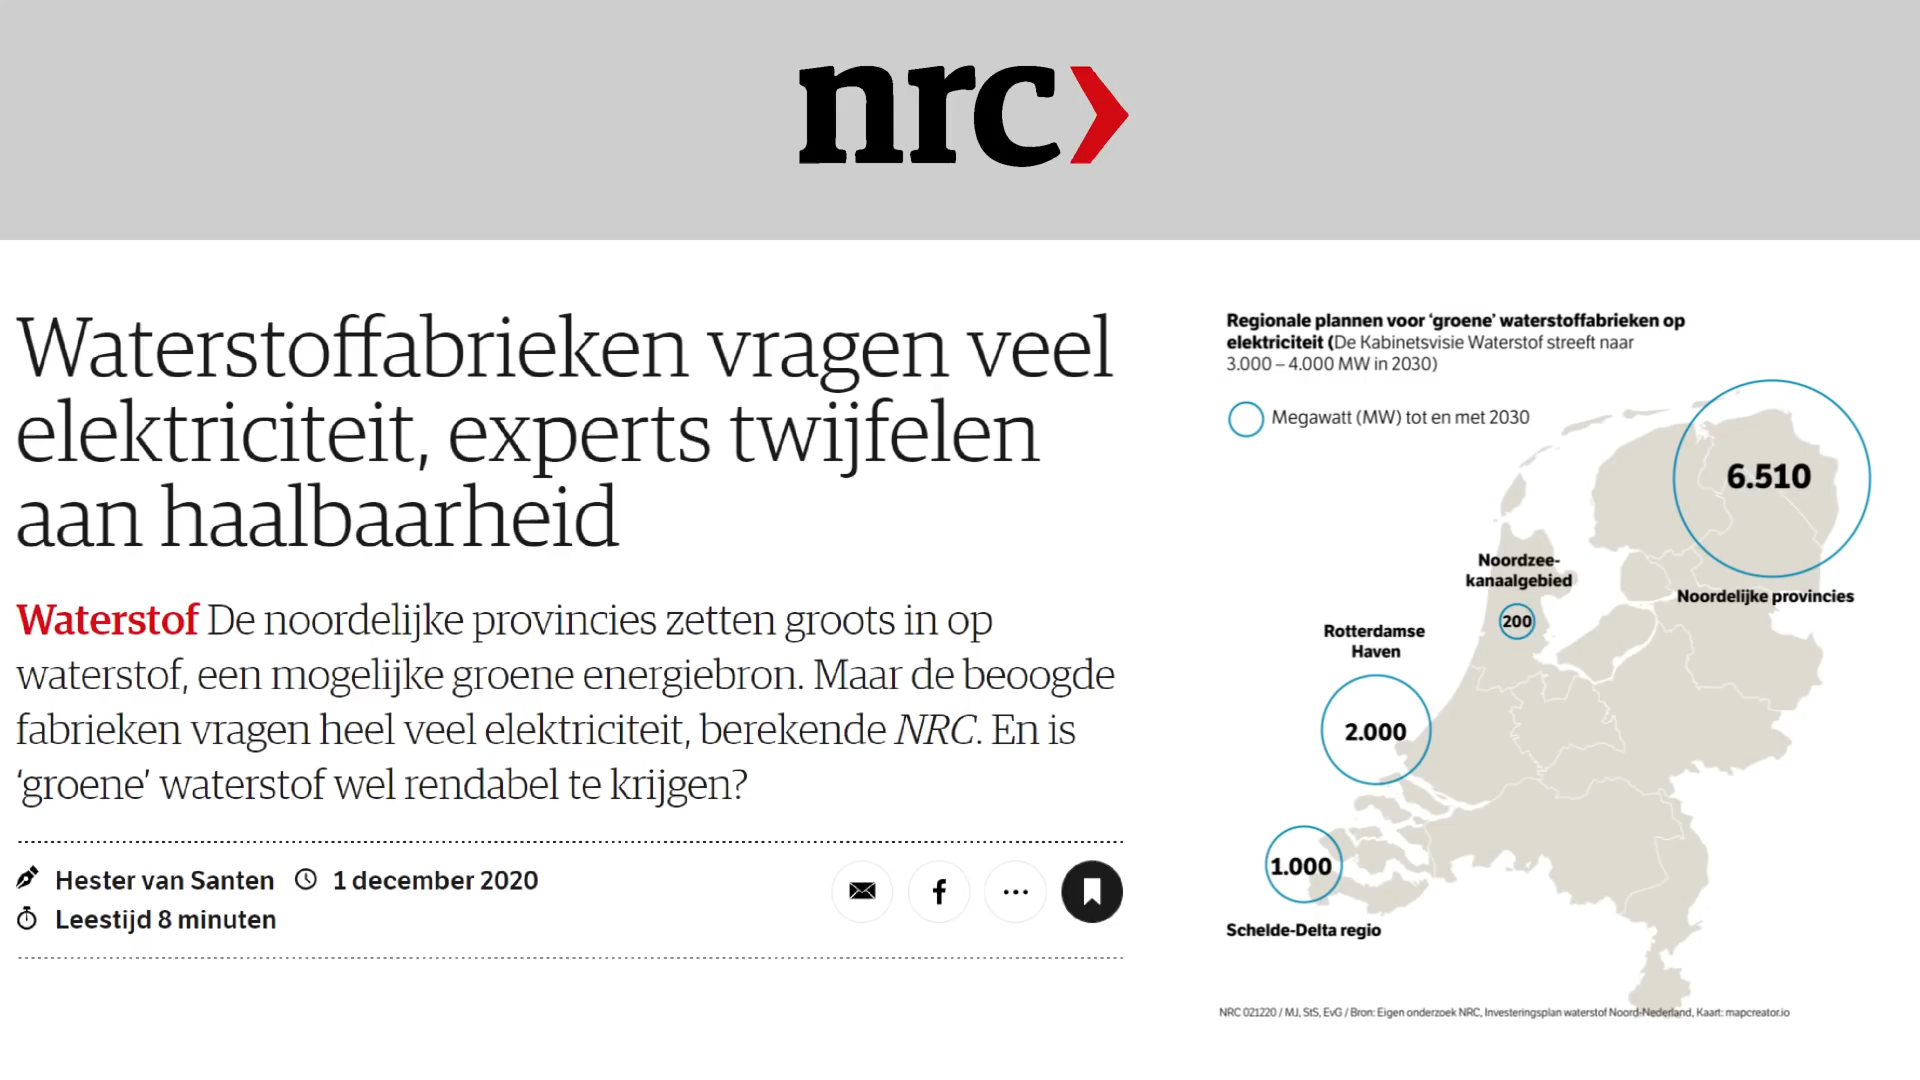 nrc
Waterstoffabrieken vragen veel
elektriciteit, experts twijfelen
aan haalbaarheid
Waterstof De noordelijke provincies zetten groots in op
waterstof, een mogelijke groene energiebron. Maar de beoogde
fabrieken vragen heel veel elektriciteit, berekende NRC. En is
‘groene’ waterstof wel rendabel te krijgen?
Hester van Santen 1 december 2020
Leestijd 8 minuten
Regionale plannen voor ‘groene’ waterstoffabrieken op
elektriciteit (De Kabinetsvisie Waterstof streeft naar
3.000 – 4.000 MW in 2030)
Megawatt (MW) tot en met 2030
6.510
Noordelijke provincies
Noordzee-
kanaalgebied
200
Rotterdamse
Haven
2.000
1.000
Schelde-Delta regio
NRC 021220 / MJ, StS, EvG / Bron: Eigen onderzoek NRC, Investeringsplan waterstof Noord-Nederland, Kaart: mapcreator.io